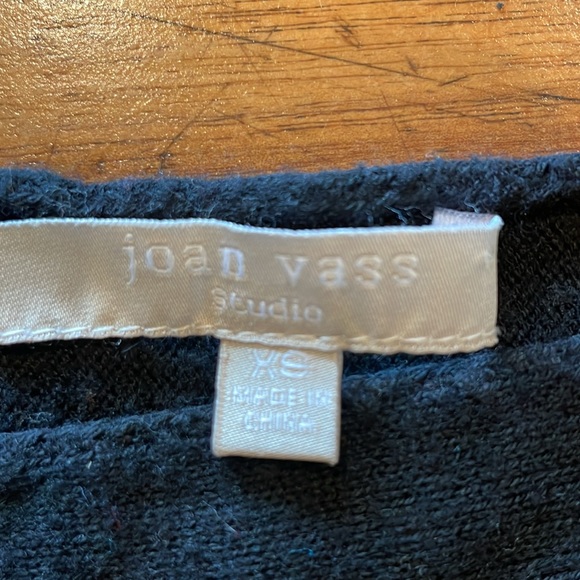 joan vass
studio
XS
MADE IN
CHINA